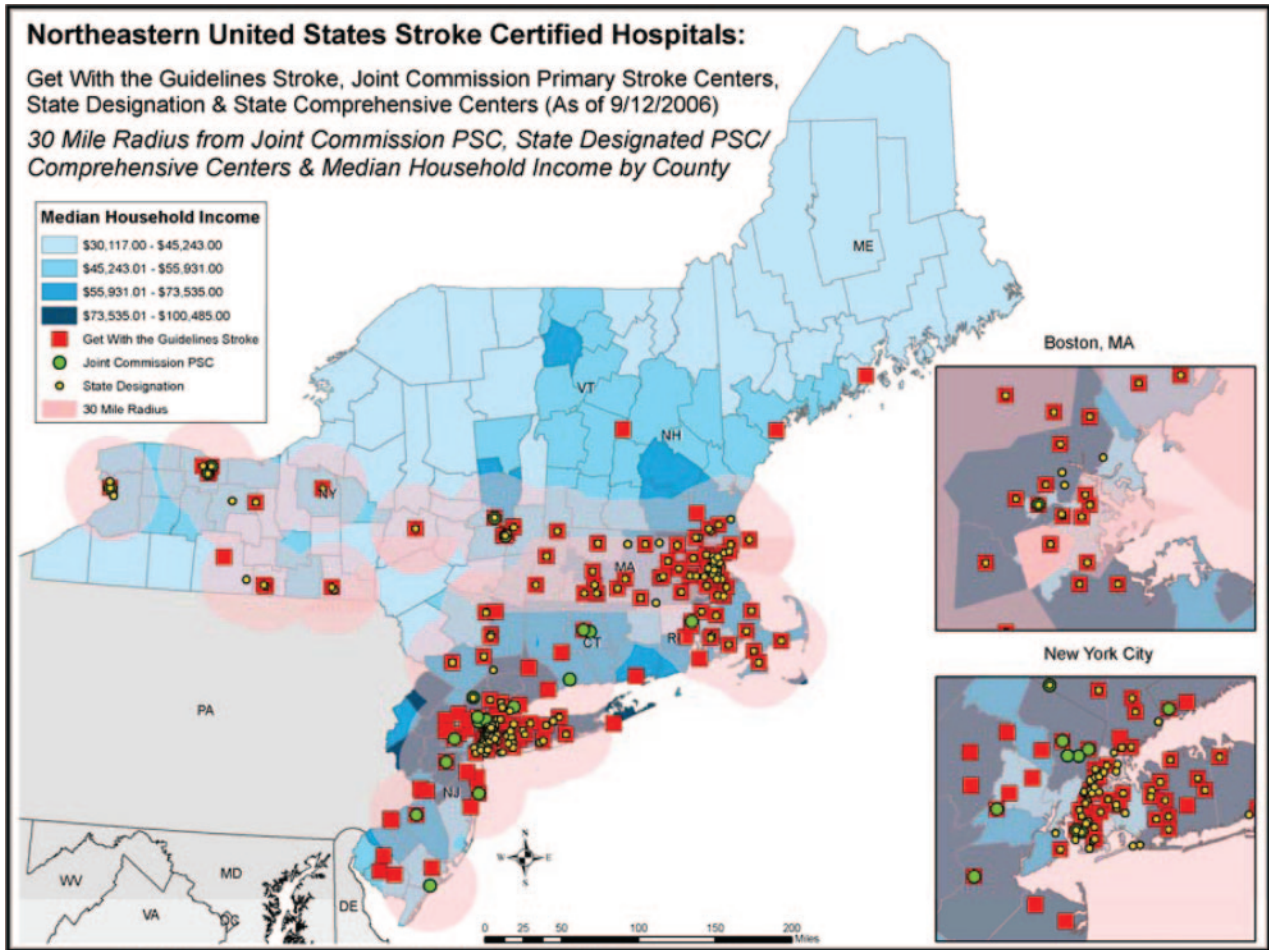 Northeastern United States Stroke Certified Hospitals:
Get With the Guidelines Stroke, Joint Commission Primary Stroke Centers,
State Designation & State Comprehensive Centers (As of 9/12/2006)
30 Mile Radius from Joint Commission PSC, State Designated PSC/
Comprehensive Centers & Median Household Income by County
Median Household Income
$30,117.00 - $45,243.00
$45,243.01 - $55,931.00
$55,931.01 - $73,535.00
$73,535.01 - $100,485.00
Get With the Guidelines Stroke
Joint Commission PSC
State Designation
30 Mile Radius
ME
VT
NH
NY
MA
CT
RI
PA
NJ
WV
MD
VA
DC
DE
Boston, MA
New York City
N
W
E
S
0 25 50 100 150 200
Miles